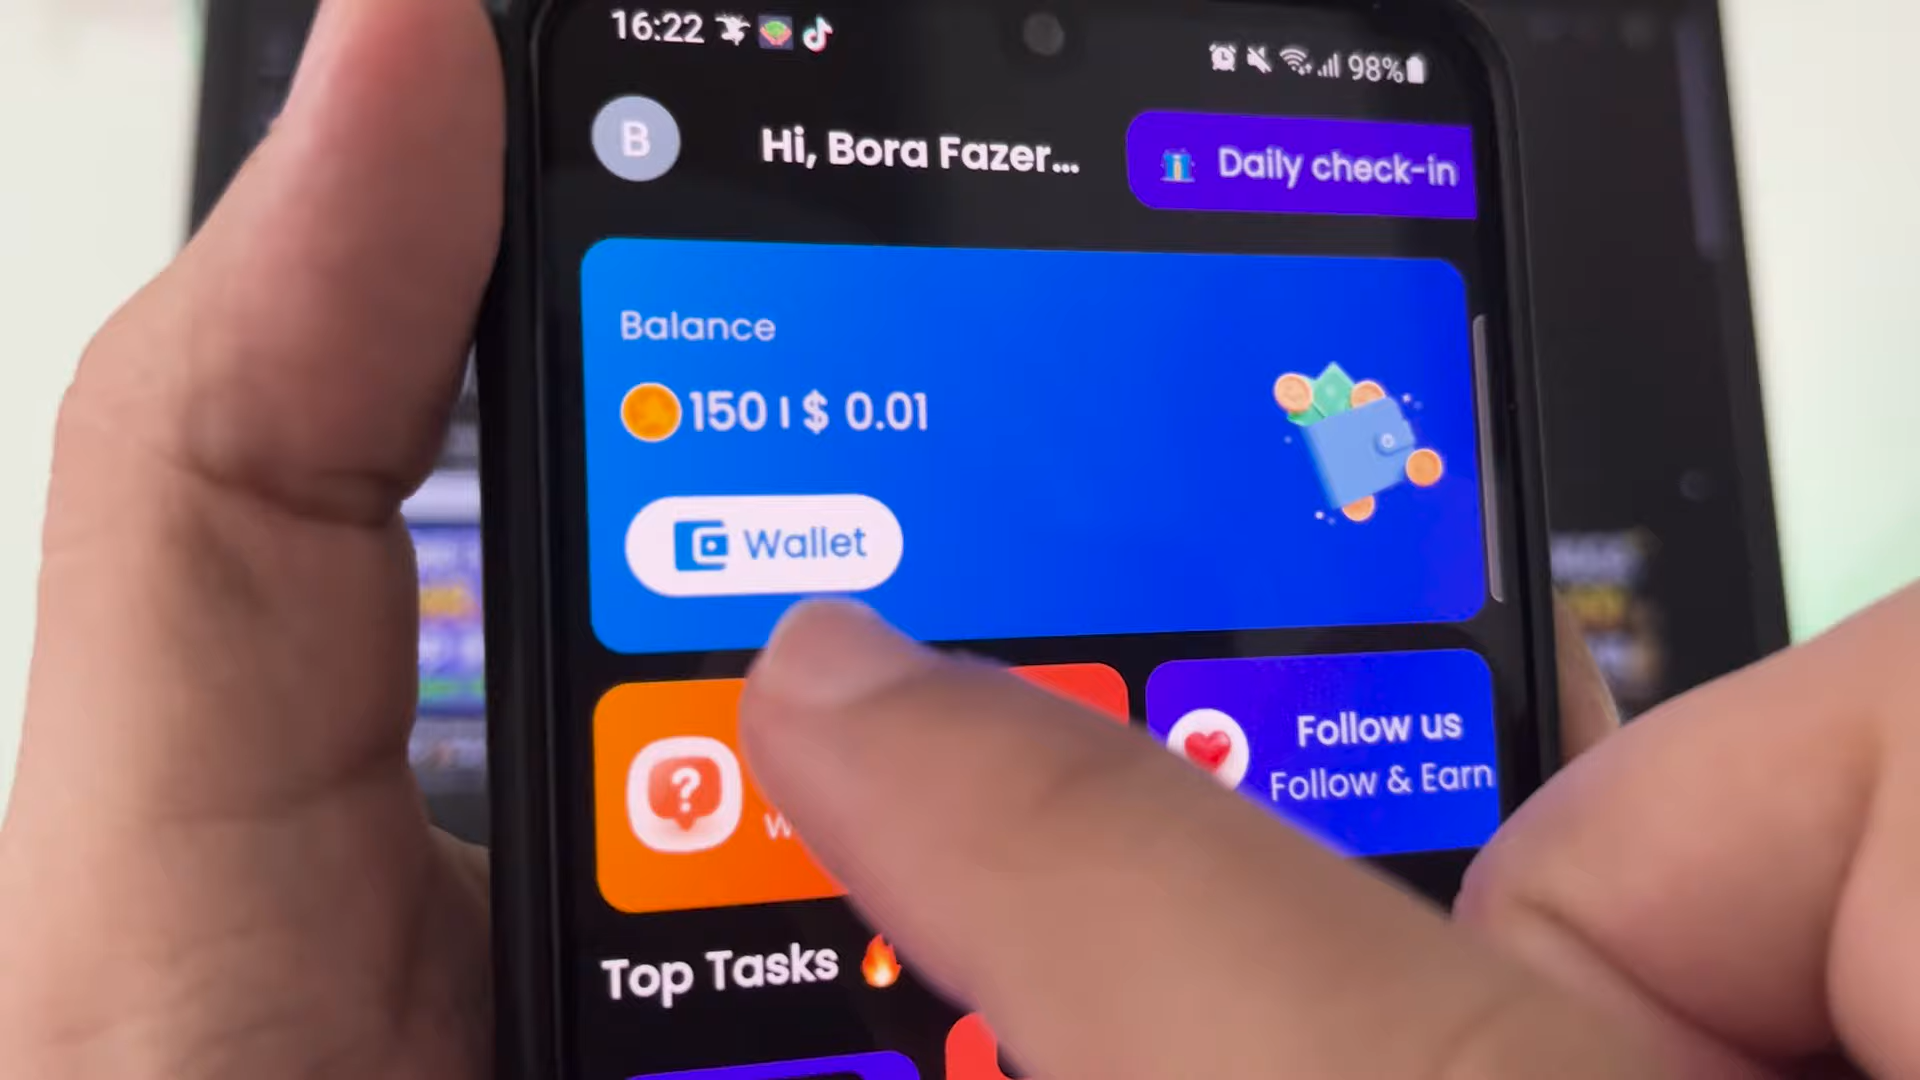 16:22
98%
B
Hi, Bora Fazer...
Daily check-in
Balance
150 | $ 0.01
Wallet
?
Follow us
Follow & Earn
Top Tasks